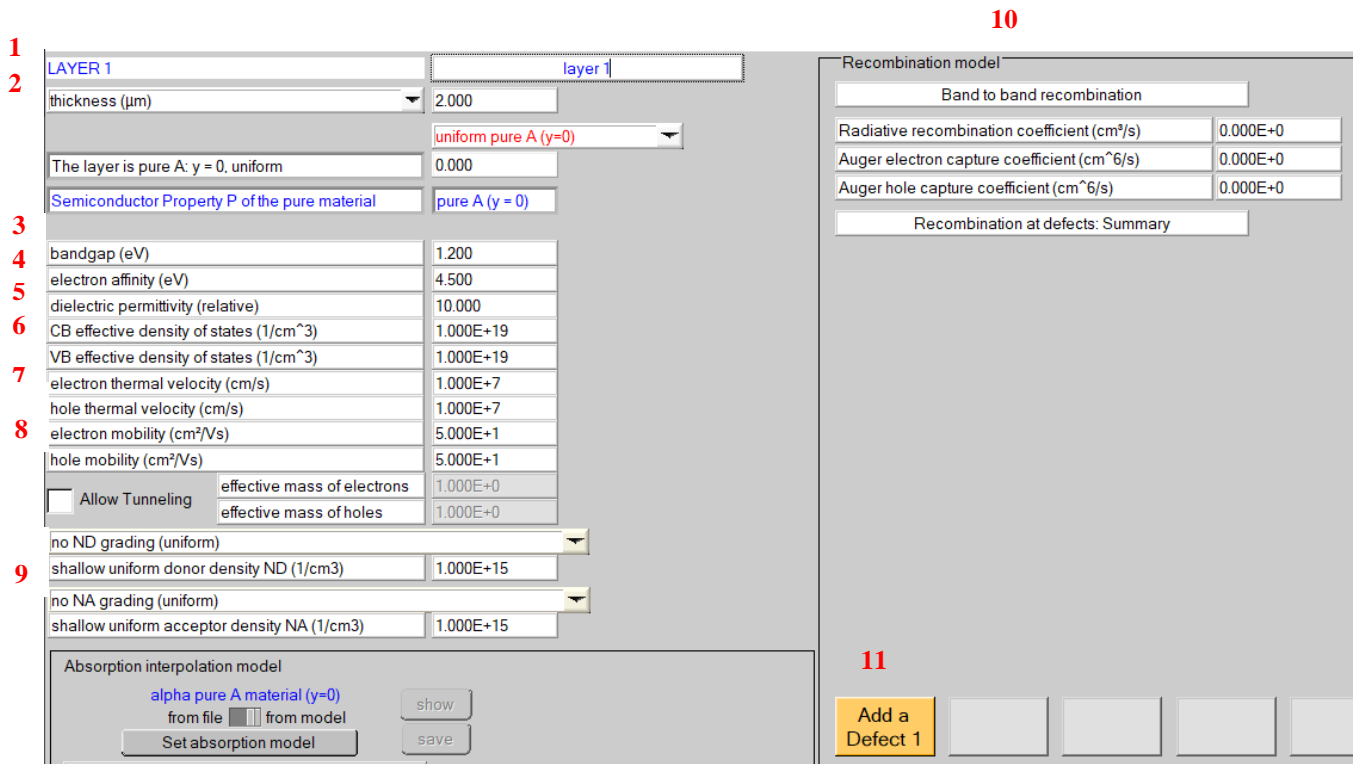 10
1
LAYER 1 layer 1
2
thickness (µm) 2.000
uniform pure A (y=0)
The layer is pure A: y = 0, uniform 0.000
Semiconductor Property P of the pure material pure A (y = 0)
3
bandgap (eV) 1.200
4
electron affinity (eV) 4.500
5
dielectric permittivity (relative) 10.000
6
CB effective density of states (1/cm^3) 1.000E+19
VB effective density of states (1/cm^3) 1.000E+19
7
electron thermal velocity (cm/s) 1.000E+7
hole thermal velocity (cm/s) 1.000E+7
8
electron mobility (cm²/Vs) 5.000E+1
hole mobility (cm²/Vs) 5.000E+1
Allow Tunneling
effective mass of electrons 1.000E+0
effective mass of holes 1.000E+0
no ND grading (uniform)
9
shallow uniform donor density ND (1/cm3) 1.000E+15
no NA grading (uniform)
shallow uniform acceptor density NA (1/cm3) 1.000E+15
Absorption interpolation model
alpha pure A material (y=0)
from file from model
show
Set absorption model
save
Recombination model
Band to band recombination
Radiative recombination coefficient (cm³/s) 0.000E+0
Auger electron capture coefficient (cm^6/s) 0.000E+0
Auger hole capture coefficient (cm^6/s) 0.000E+0
Recombination at defects: Summary
11
Add a
Defect 1